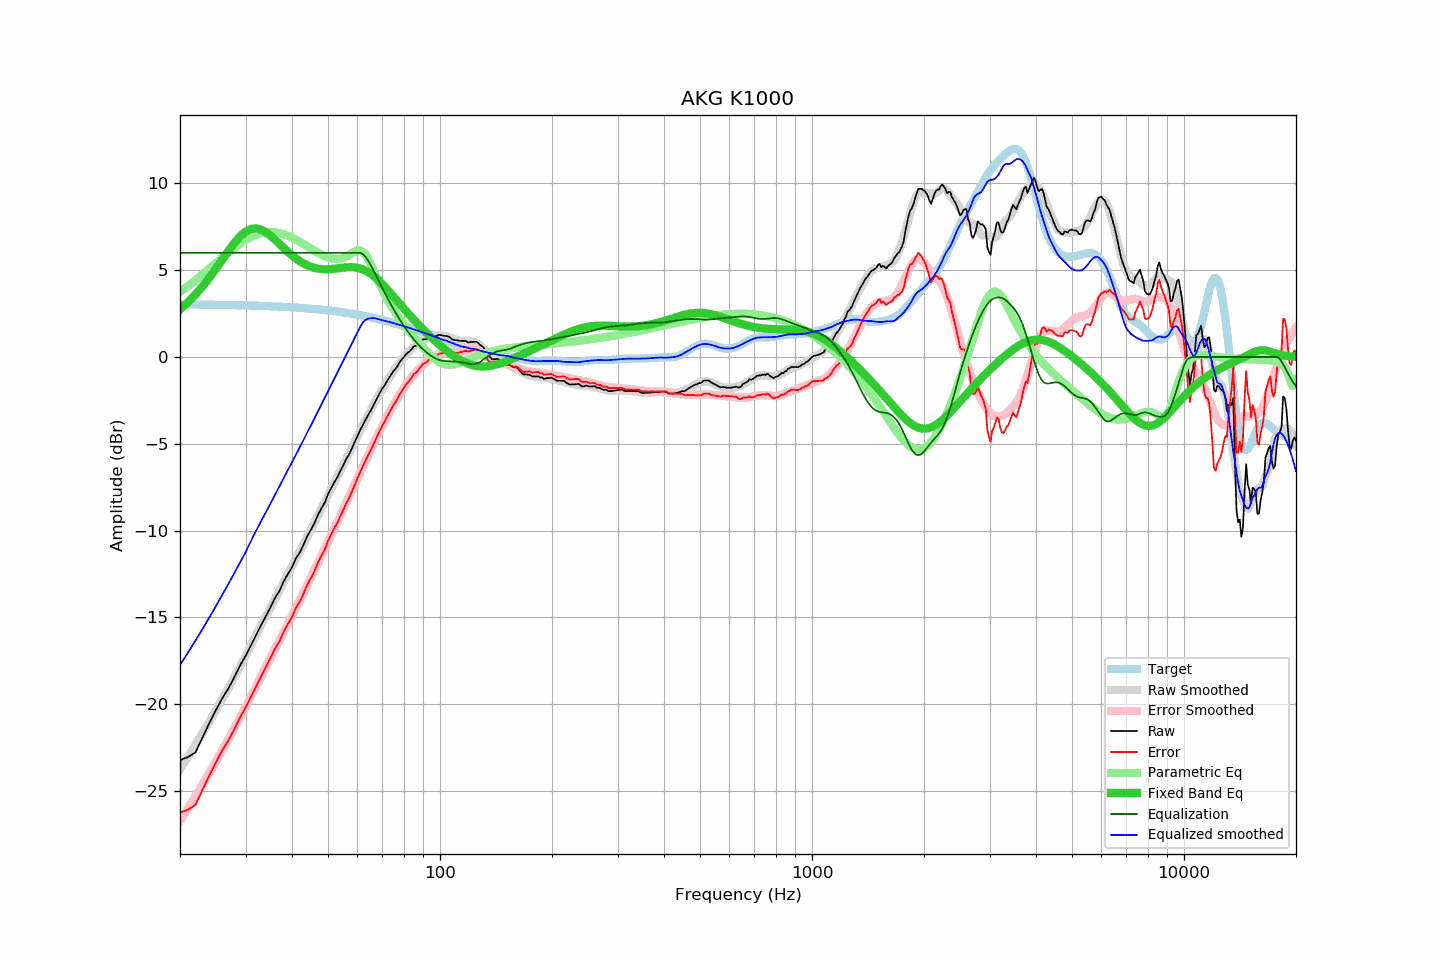 AKG K1000
10
5
0
−5
−10
−15
−20
−25
Amplitude (dBr)
100
1000
10000
Frequency (Hz)
Target
Raw Smoothed
Error Smoothed
Raw
Error
Parametric Eq
Fixed Band Eq
Equalization
Equalized smoothed